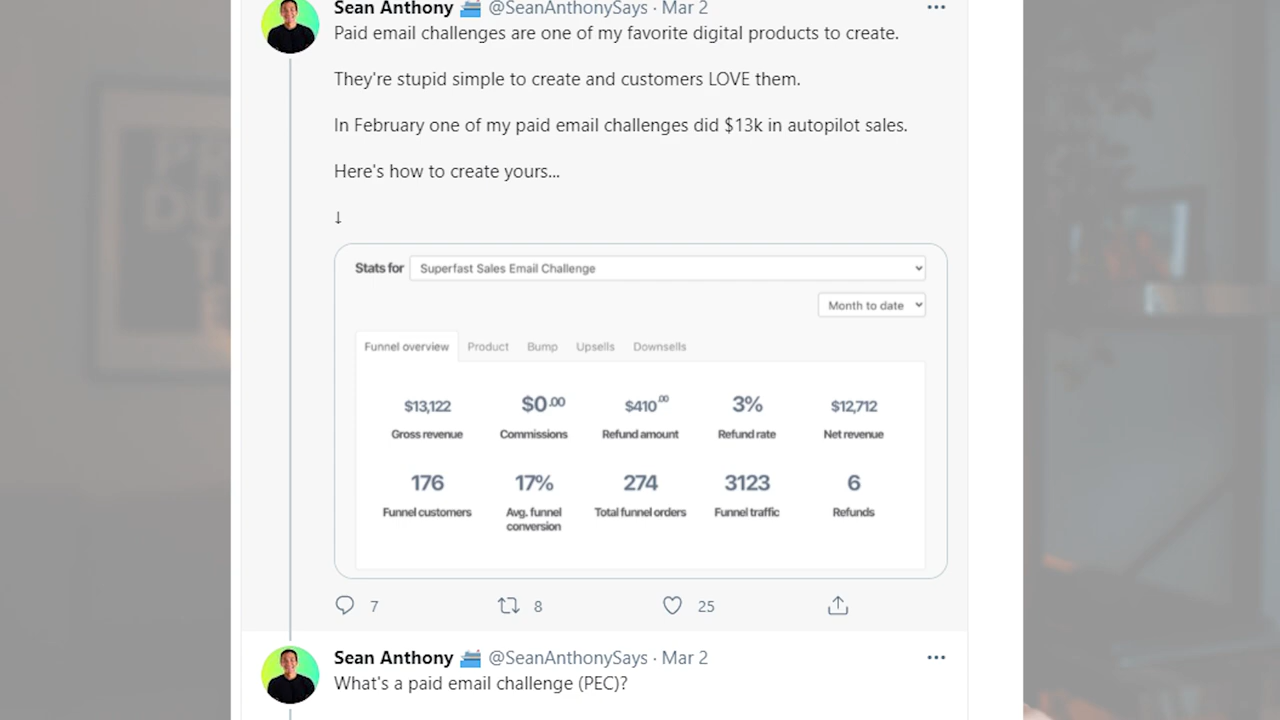 Sean Anthony @SeanAnthonySays · Mar 2
Paid email challenges are one of my favorite digital products to create.
They're stupid simple to create and customers LOVE them.
In February one of my paid email challenges did $13k in autopilot sales.
Here's how to create yours...
↓
Stats for Superfast Sales Email Challenge
Month to date
Funnel overview Product Bump Upsells Downsells
$13,122 $0.00 $410.00 3% $12,712
Gross revenue Commissions Refund amount Refund rate Net revenue
176 17% 274 3123 6
Funnel customers Avg. funnel Total funnel orders Funnel traffic Refunds
conversion
7 8 25
Sean Anthony @SeanAnthonySays · Mar 2
What's a paid email challenge (PEC)?